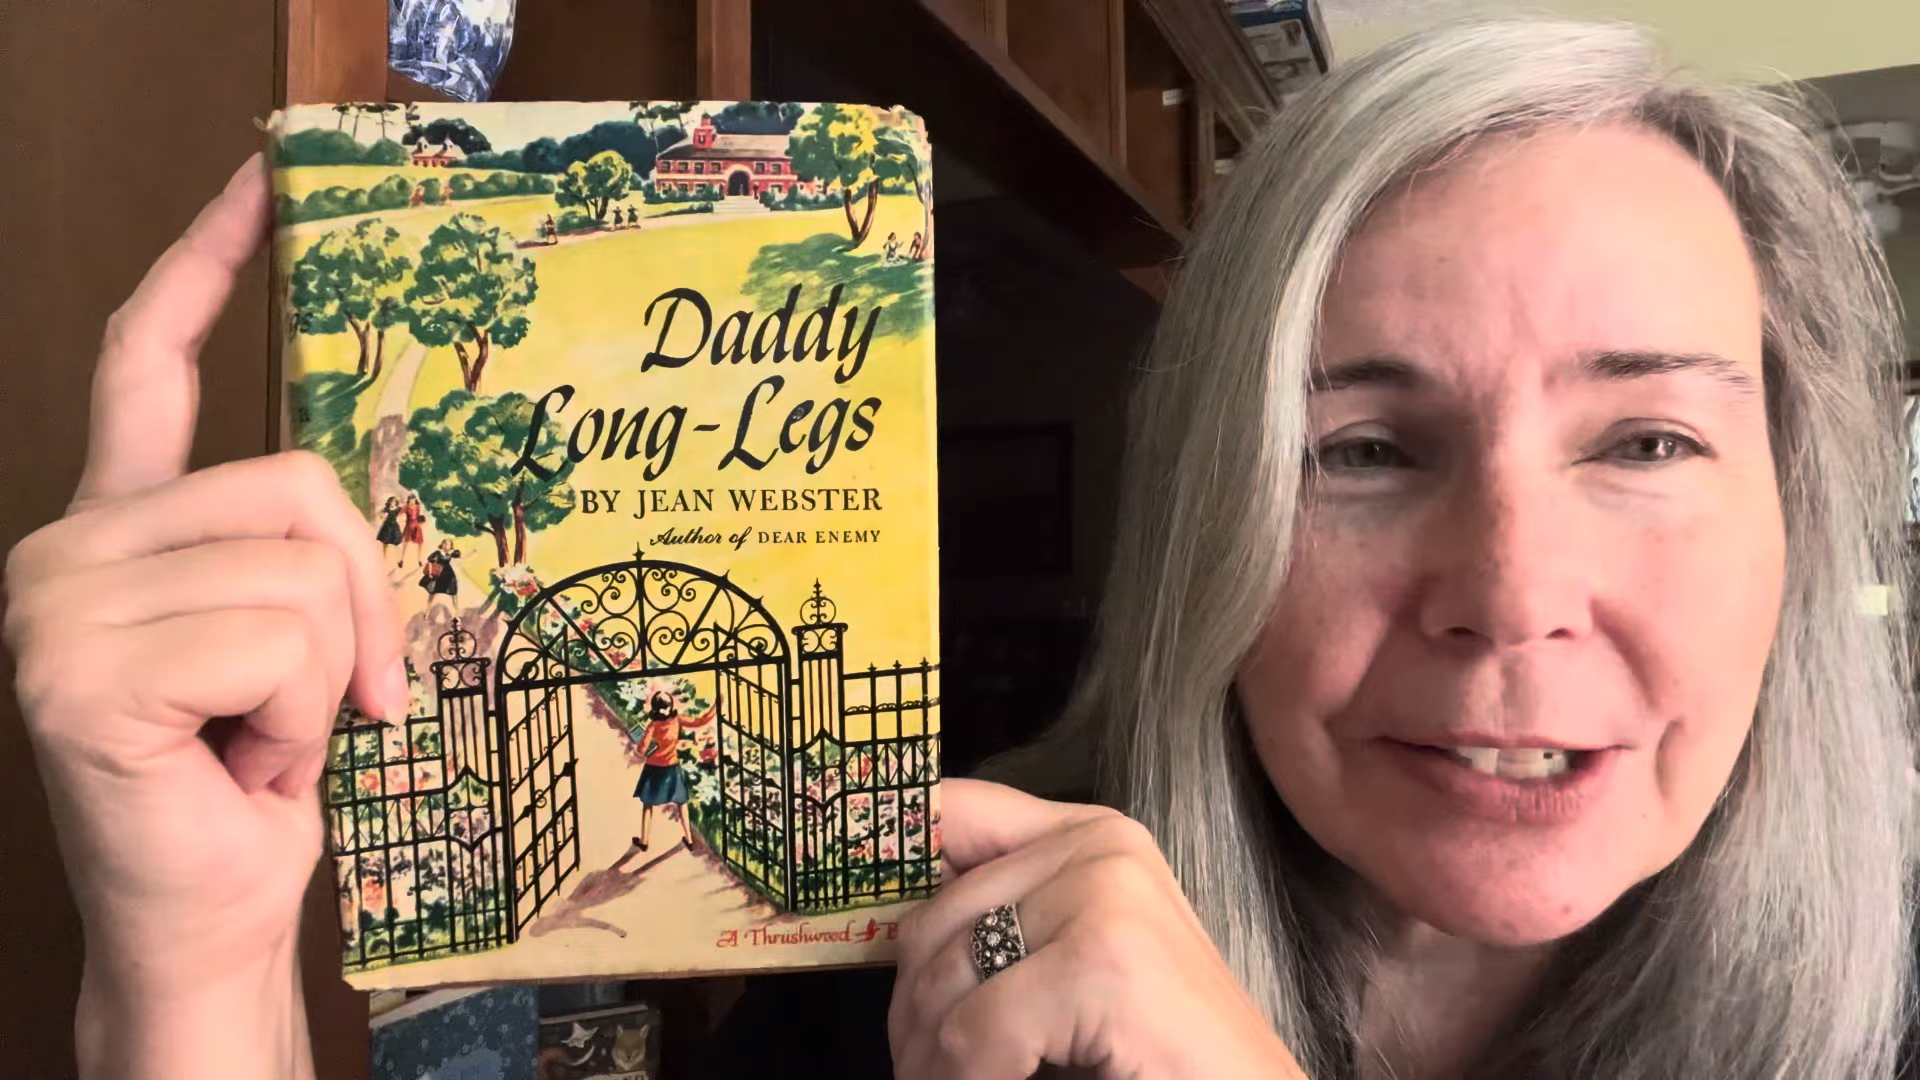 Daddy
Long-Legs
BY JEAN WEBSTER
Author of DEAR ENEMY
A Thrushwood